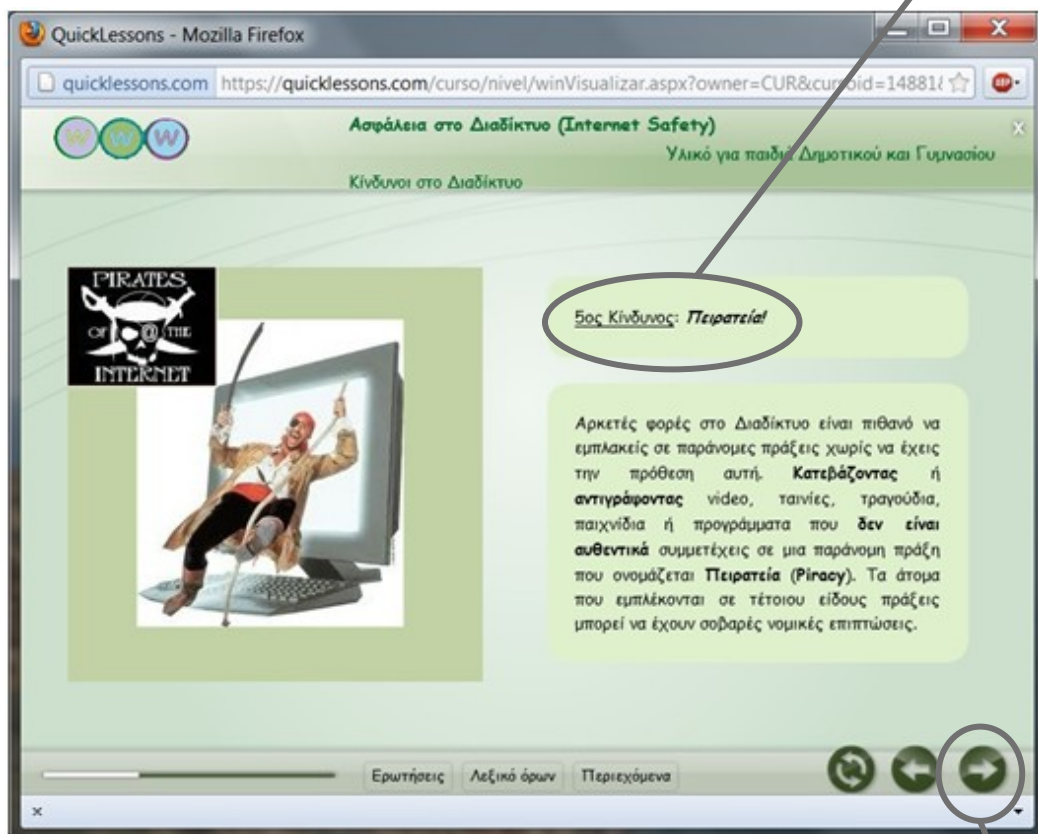 QuickLessons - Mozilla Firefox
quicklessons.com https://quicklessons.com/curso/nivel/winVisualizar.aspx?owner=CUR&cursoid=14881
ABP
WWW
Ασφάλεια στο Διαδίκτυο (Internet Safety)
Υλικό για παιδιά Δημοτικού και Γυμνασίου
Κίνδυνοι στο Διαδίκτυο
PIRATES
OF @ THE
INTERNET
5ος Κίνδυνος: Πειρατεία!
Αρκετές φορές στο Διαδίκτυο είναι πιθανό να
εμπλακείς σε παράνομες πράξεις χωρίς να έχεις
την πρόθεση αυτή. Κατεβάζοντας ή
αντιγράφοντας video, ταινίες, τραγούδια,
παιχνίδια ή προγράμματα που δεν είναι
αυθεντικά συμμετέχεις σε μια παράνομη πράξη
που ονομάζεται Πειρατεία (Piracy). Τα άτομα
που εμπλέκονται σε τέτοιου είδους πράξεις
μπορεί να έχουν σοβαρές νομικές επιπτώσεις.
Ερωτήσεις Λεξικό όρων Περιεχόμενα